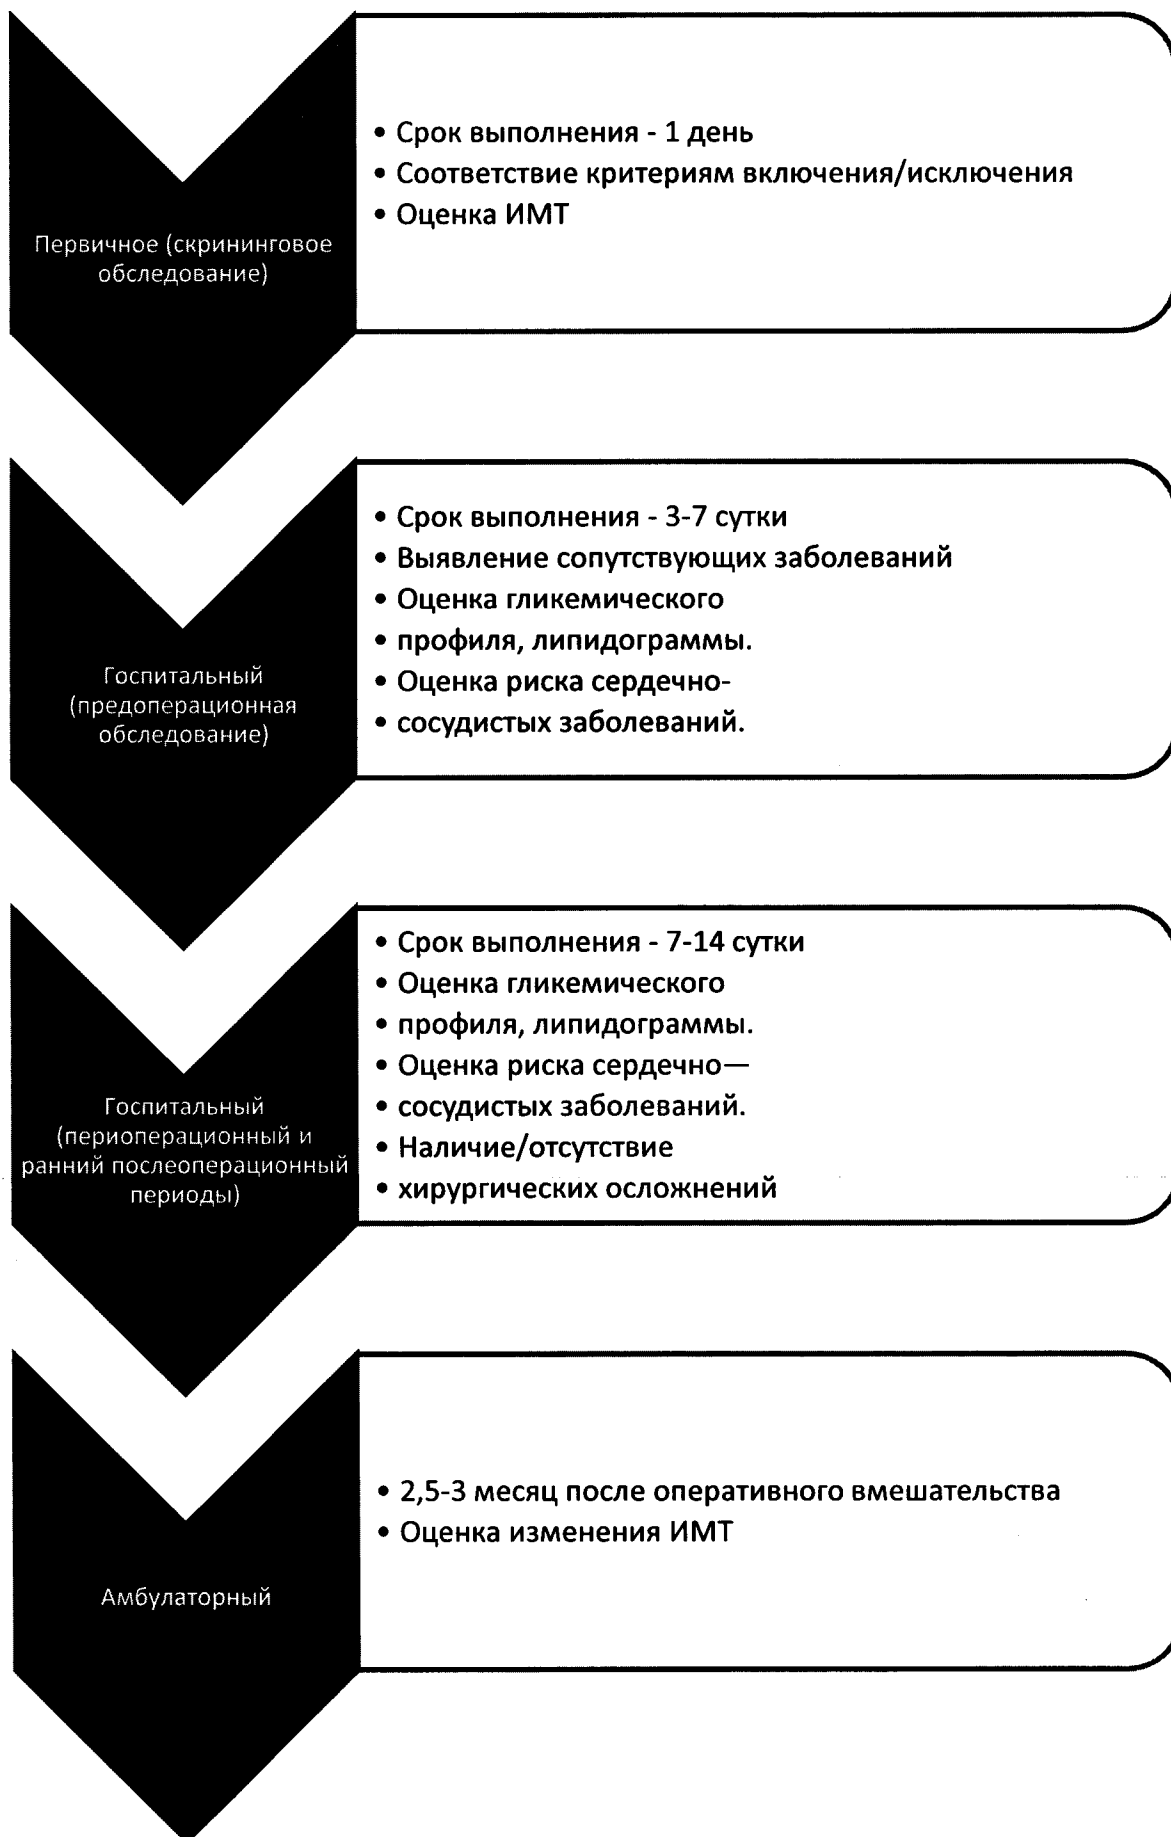 Первичное (скрининговое
обследование)
• Срок выполнения - 1 день
• Соответствие критериям включения/исключения
• Оценка ИМТ
Госпитальный
(предоперационная
обследование)
• Срок выполнения - 3-7 сутки
• Выявление сопутствующих заболеваний
• Оценка гликемического
• профиля, липидограммы.
• Оценка риска сердечно-
• сосудистых заболеваний.
Госпитальный
(периоперационный и
ранний послеоперационный
периоды)
• Срок выполнения - 7-14 сутки
• Оценка гликемического
• профиля, липидограммы.
• Оценка риска сердечно—
• сосудистых заболеваний.
• Наличие/отсутствие
• хирургических осложнений
Амбулаторный
• 2,5-3 месяц после оперативного вмешательства
• Оценка изменения ИМТ